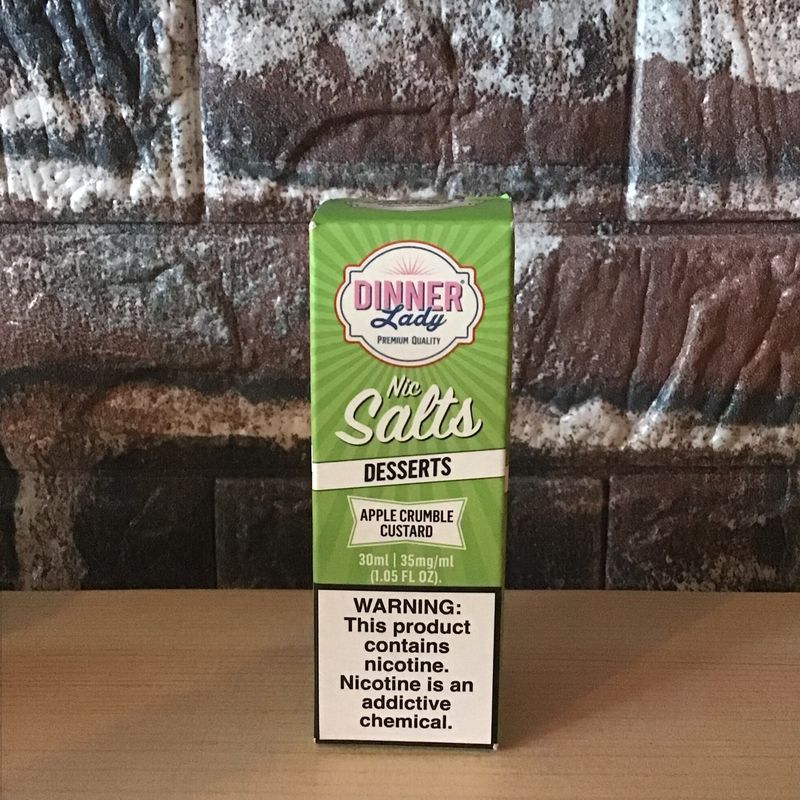 DINNER
Lady
PREMIUM QUALITY
Nic
Salts
DESSERTS
APPLE CRUMBLE
CUSTARD
30ml | 35mg/ml
(1.05 FL OZ).
WARNING:
This product
contains
nicotine.
Nicotine is an
addictive
chemical.